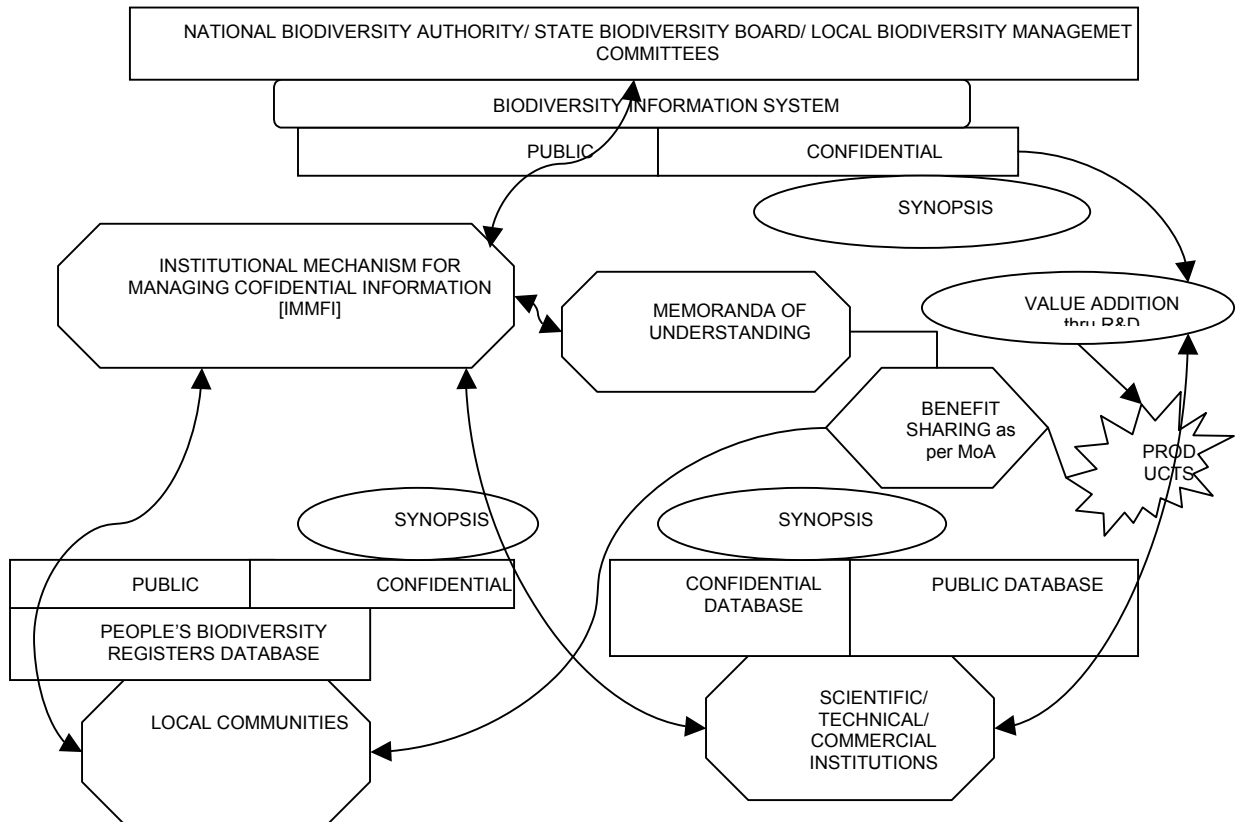 NATIONAL BIODIVERSITY AUTHORITY/ STATE BIODIVERSITY BOARD/ LOCAL BIODIVERSITY MANAGEMET
COMMITTEES
BIODIVERSITY INFORMATION SYSTEM
PUBLIC
CONFIDENTIAL
SYNOPSIS
INSTITUTIONAL MECHANISM FOR
MANAGING COFIDENTIAL INFORMATION
[IMMFI]
MEMORANDA OF
UNDERSTANDING
VALUE ADDITION
thru R&D
BENEFIT
SHARING as
per MoA
PROD
UCTS
SYNOPSIS
SYNOPSIS
PUBLIC
CONFIDENTIAL
PEOPLE'S BIODIVERSITY
REGISTERS DATABASE
LOCAL COMMUNITIES
CONFIDENTIAL
DATABASE
PUBLIC DATABASE
SCIENTIFIC/
TECHNICAL/
COMMERCIAL
INSTITUTIONS